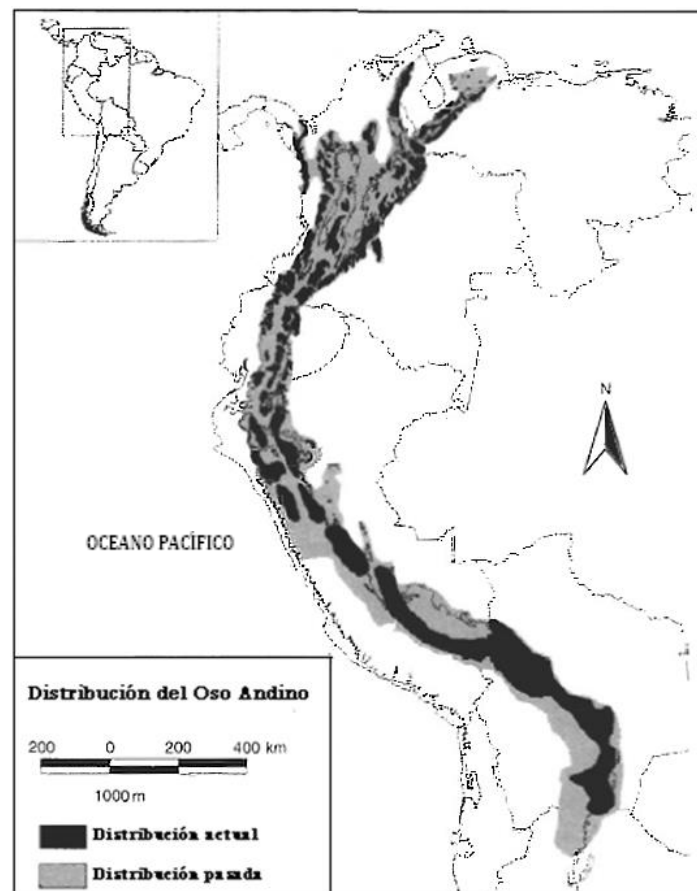 N
OCEANO PACÍFICO
Distribución del Oso Andino
200 0 200 400 km
1000 m
Distribución actual
Distribución pasada